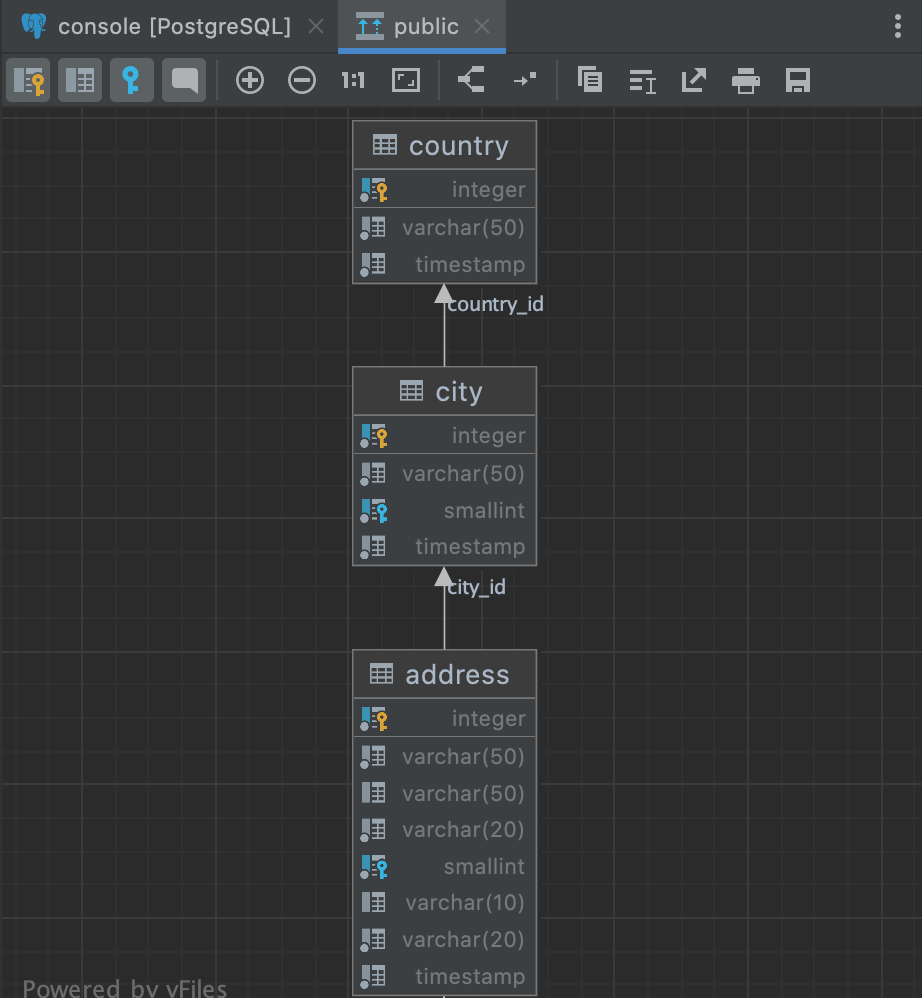 console [PostgreSQL] public
1:1
country
integer
varchar(50)
timestamp
country_id
city
integer
varchar(50)
smallint
timestamp
city_id
address
integer
varchar(50)
varchar(50)
varchar(20)
smallint
varchar(10)
varchar(20)
timestamp
Powered by yFiles